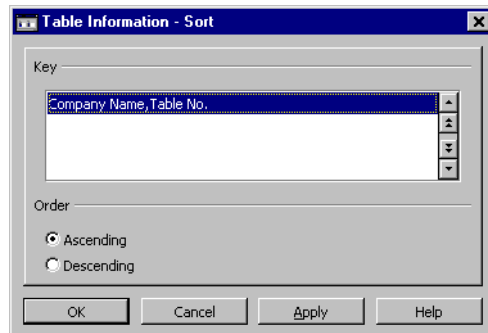 Table Information - Sort
Key
Company Name,Table No.
Order
Ascending
Descending
OK Cancel Apply Help